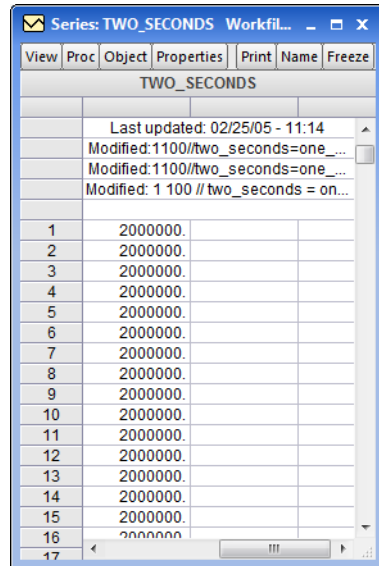 Series: TWO_SECONDS Workfil...
View Proc Object Properties Print Name Freeze
TWO_SECONDS
Last updated: 02/25/05 - 11:14
Modified:1100//two_seconds=one_...
Modified:1100//two_seconds=one_...
Modified: 1 100 // two_seconds = on...
1 2000000.
2 2000000.
3 2000000.
4 2000000.
5 2000000.
6 2000000.
7 2000000.
8 2000000.
9 2000000.
10 2000000.
11 2000000.
12 2000000.
13 2000000.
14 2000000.
15 2000000.
16 2000000.
17